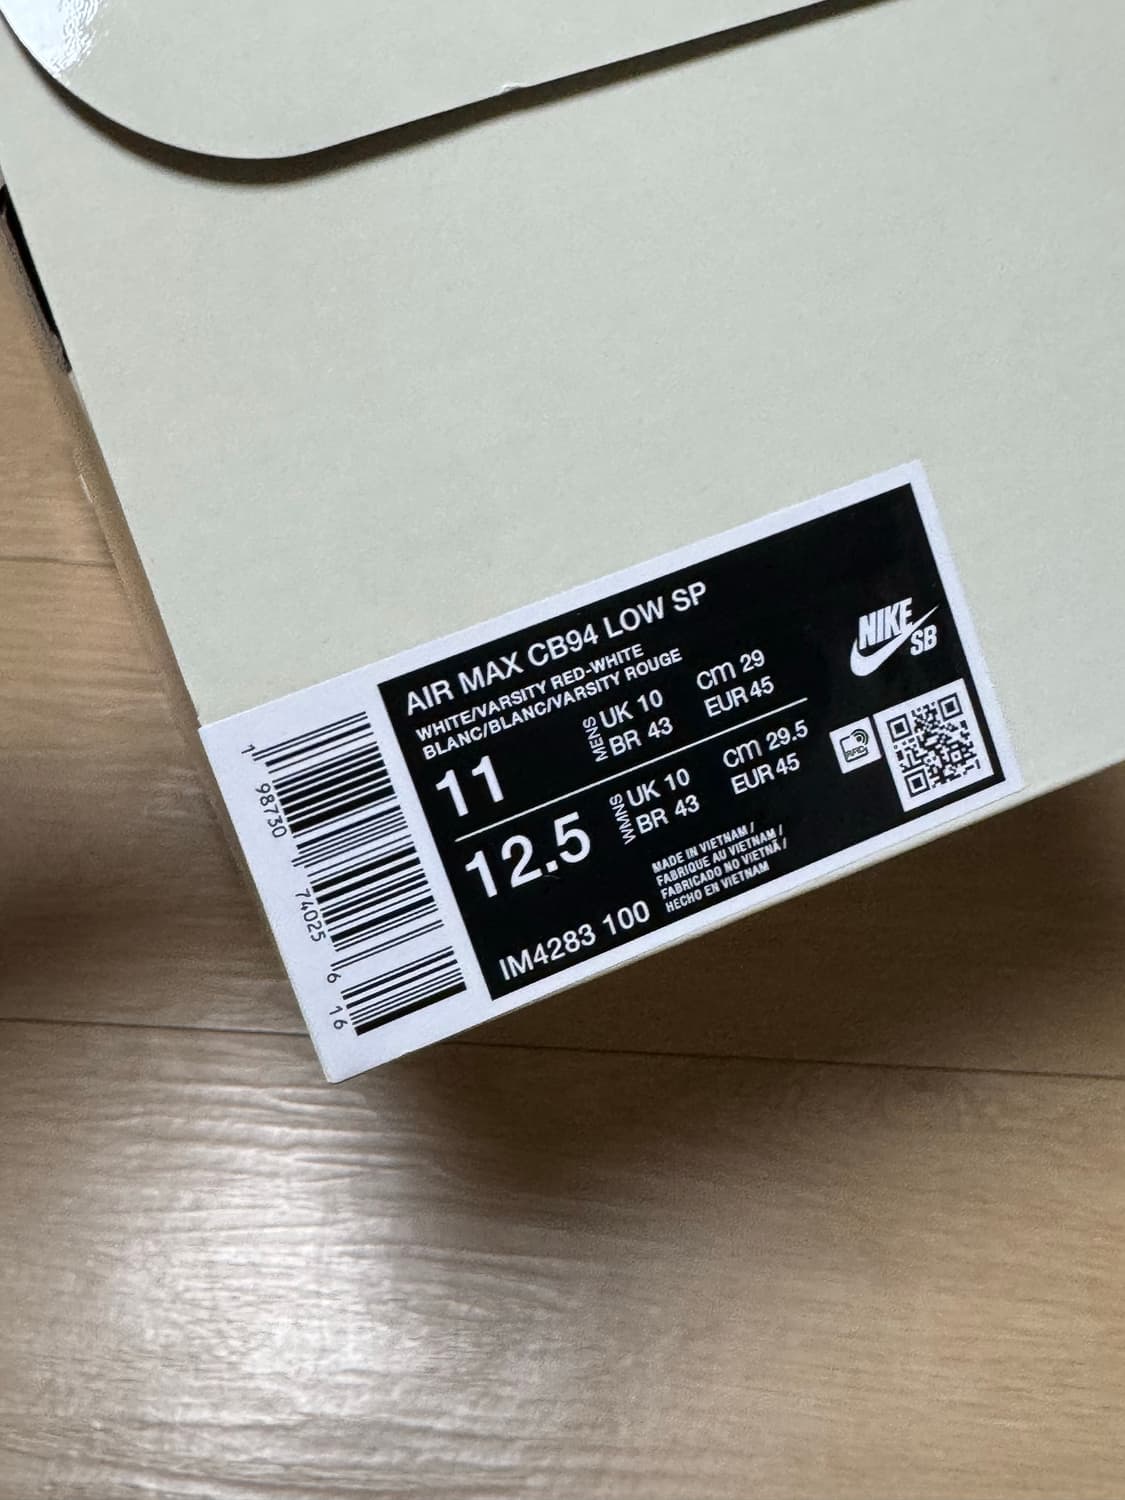 AIR MAX CB94 LOW SP
WHITE/VARSITY RED-WHITE
BLANC/BLANC/VARSITY ROUGE
11
MENS
UK 10
BR 43
cm 29
EUR 45
12.5
WMNS
UK 10
BR 43
cm 29.5
EUR 45
MADE IN VIETNAM /
FABRIQUE AU VIETNAM /
FABRICADO NO VIETNÃ /
HECHO EN VIETNAM
IM4283 100
NIKE
SB
RFID
1 98730 74025 6 16